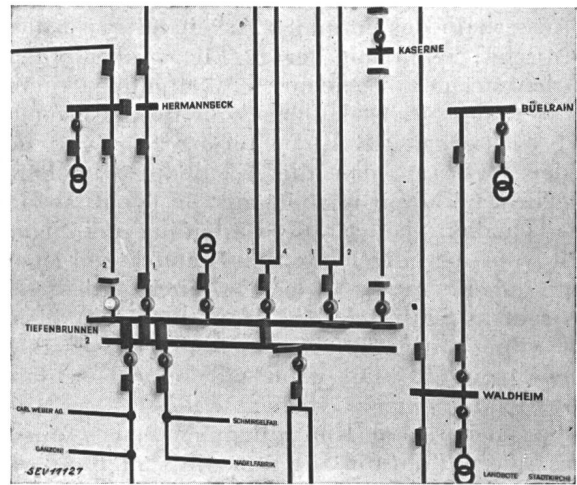 KASERNE
HERMANNSECK
BÜELRAIN
2
1
3
4
1
2
2
1
TIEFENBRUNNEN
2
WALDHEIM
CARL WEBER AG.
SCHMIRGELFAB.
GANZONI
NAGELFABRIK
SEV11127
LANDBOTE STADTKIRCHE